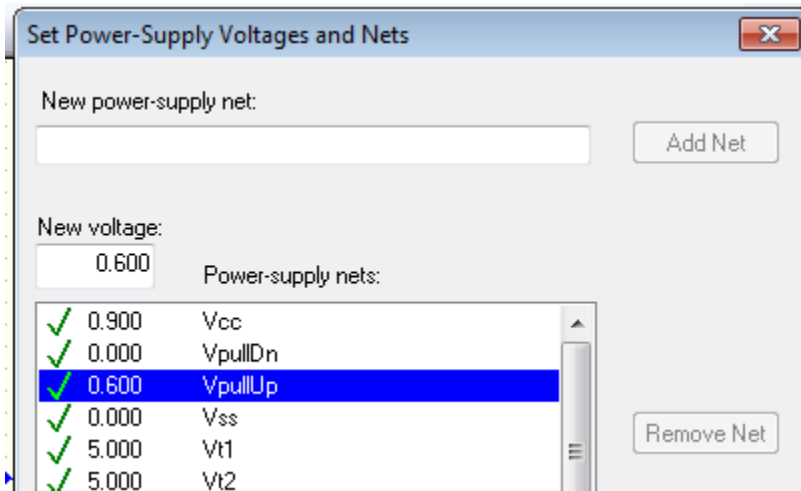 Set Power-Supply Voltages and Nets
New power-supply net:
Add Net
New voltage:
0.600
Power-supply nets:
0.900 Vcc
0.000 VpullDn
0.600 VpullUp
0.000 Vss
5.000 Vt1
5.000 Vt2
Remove Net